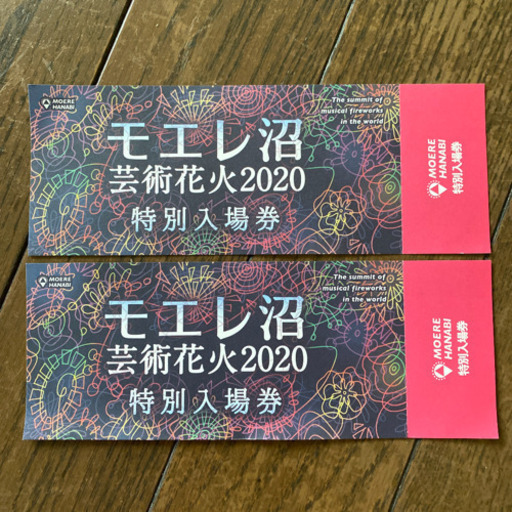 MOERE
HANABI
The summit of
musical fireworks
in the world
モエレ沼
芸術花火2020
特別入場券
MOERE
HANABI
特別入場券
MOERE
HANABI
The summit of
musical fireworks
in the world
モエレ沼
芸術花火2020
特別入場券
MOERE
HANABI
特別入場券